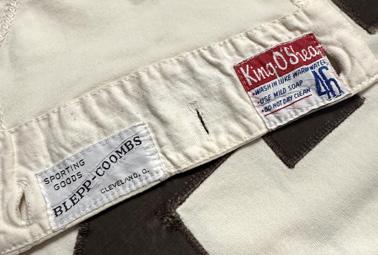 SPORTING
GOODS
BLEPP-COOMBS
CLEVELAND, O.
King O'Shea
• WASH IN LUKE WARM WATER
• USE MILD SOAP
• DO NOT DRY CLEAN
46